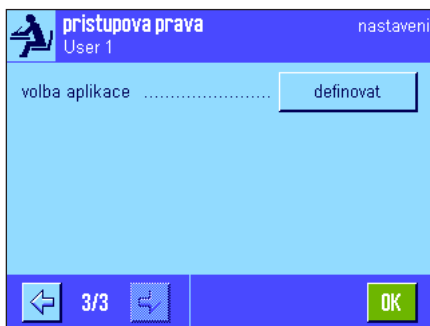 pristupova prava
nastaveni
User 1
volba aplikace ........................ definovat
3/3
OK